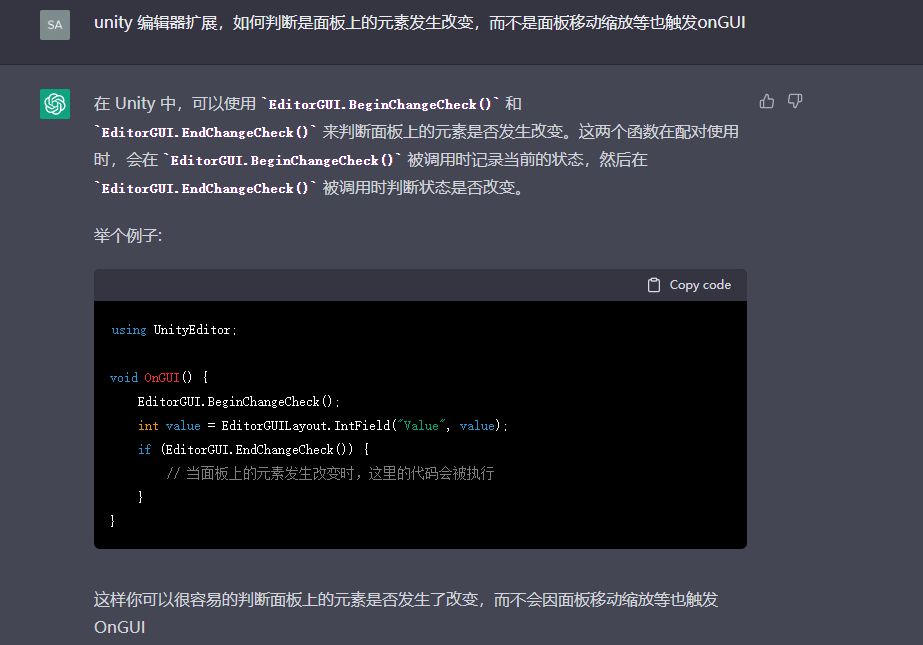 SA
unity 编辑器扩展，如何判断是面板上的元素发生改变，而不是面板移动缩放等也触发onGUI
在 Unity 中，可以使用 `EditorGUI.BeginChangeCheck()` 和
`EditorGUI.EndChangeCheck()` 来判断面板上的元素是否发生改变。这两个函数在配对使用
时，会在 `EditorGUI.BeginChangeCheck()` 被调用时记录当前的状态，然后在
`EditorGUI.EndChangeCheck()` 被调用时判断状态是否改变。
举个例子:
Copy code
using UnityEditor;
void OnGUI() {
    EditorGUI.BeginChangeCheck();
    int value = EditorGUILayout.IntField("Value", value);
    if (EditorGUI.EndChangeCheck()) {
        // 当面板上的元素发生改变时，这里的代码会被执行
    }
}
这样你可以很容易的判断面板上的元素是否发生了改变，而不会因面板移动缩放等也触发
OnGUI